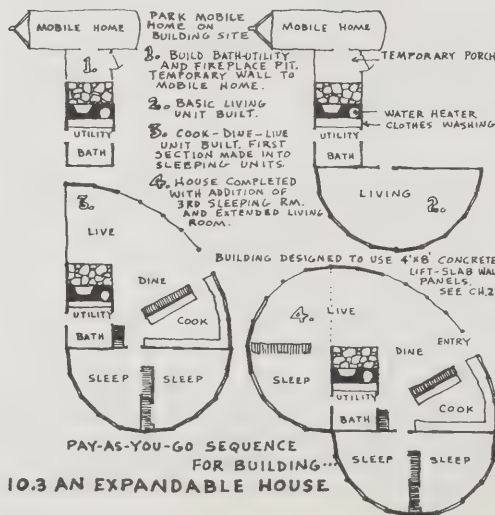 MOBILE HOME
1.
UTILITY
BATH
PARK MOBILE
HOME ON
BUILDING SITE
1. BUILD BATH-UTILITY
AND FIREPLACE PIT.
TEMPORARY WALL TO
MOBILE HOME.
2. BASIC LIVING
UNIT BUILT.
3. COOK-DINE-LIVE
UNIT BUILT. FIRST
SECTION MADE INTO
SLEEPING UNITS.
4. HOUSE COMPLETED
WITH ADDITION OF
3RD SLEEPING RM.
AND EXTENDED LIVING
ROOM.
MOBILE HOME
TEMPORARY PORCH
WATER HEATER
CLOTHES WASHING
UTILITY
BATH
LIVING
2.
3.
LIVE
DINE
UTILITY
COOK
BATH
SLEEP SLEEP
BUILDING DESIGNED TO USE 4'x8' CONCRETE
LIFT-SLAB WAL
PANELS.
SEE CH.2
4. LIVE
ENTRY
DINE
SLEEP
UTILITY
COOK
BATH
SLEEP SLEEP
PAY-AS-YOU-GO SEQUENCE
FOR BUILDING...
10.3 AN EXPANDABLE HOUSE